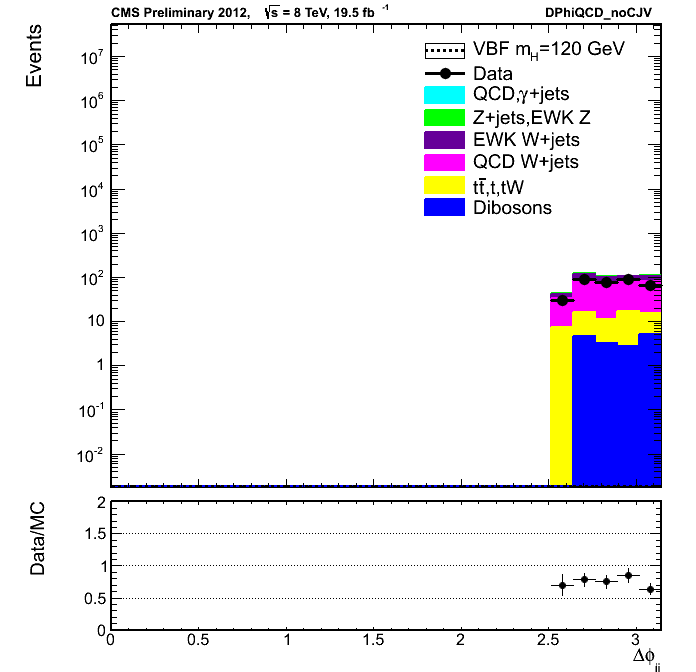 CMS Preliminary 2012, √s = 8 TeV, 19.5 fb⁻¹ DPhiQCD_noCJV
Events
10⁷
10⁶
10⁵
10⁴
10³
10²
10
1
10⁻¹
10⁻²
VBF m_H=120 GeV
Data
QCD,γ+jets
Z+jets,EWK Z
EWK W+jets
QCD W+jets
tt̄,t,tW
Dibosons
Data/MC
2
1.5
1
0.5
0
0 0.5 1 1.5 2 2.5 3
Δϕ_jj